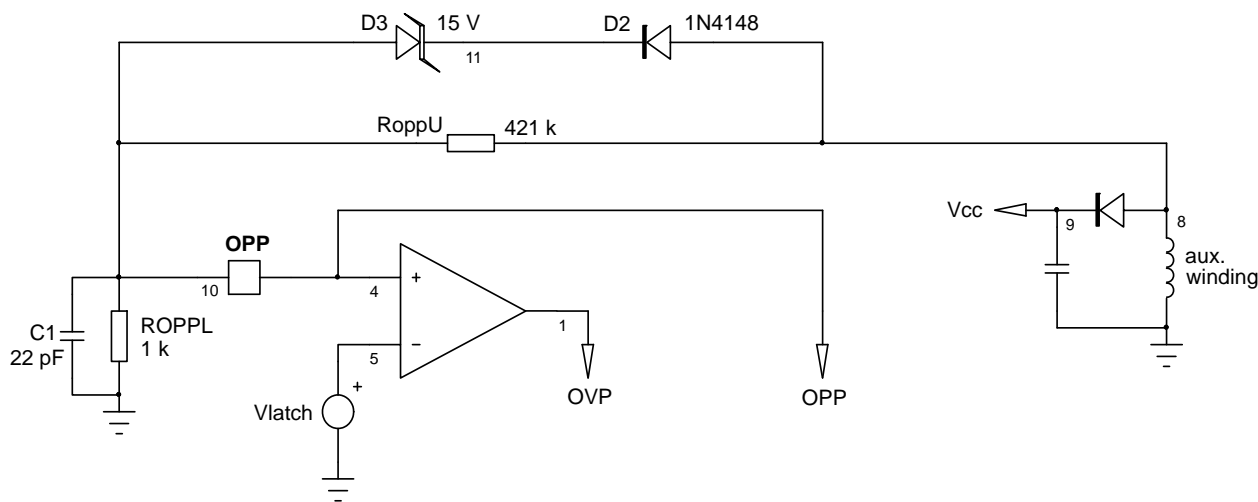 D3
15 V
11
D2
1N4148
RoppU
421 k
Vcc
9
8
aux.
winding
OPP
10
4
+
5
−
1
C1
22 pF
ROPPL
1 k
Vlatch
+
OVP
OPP